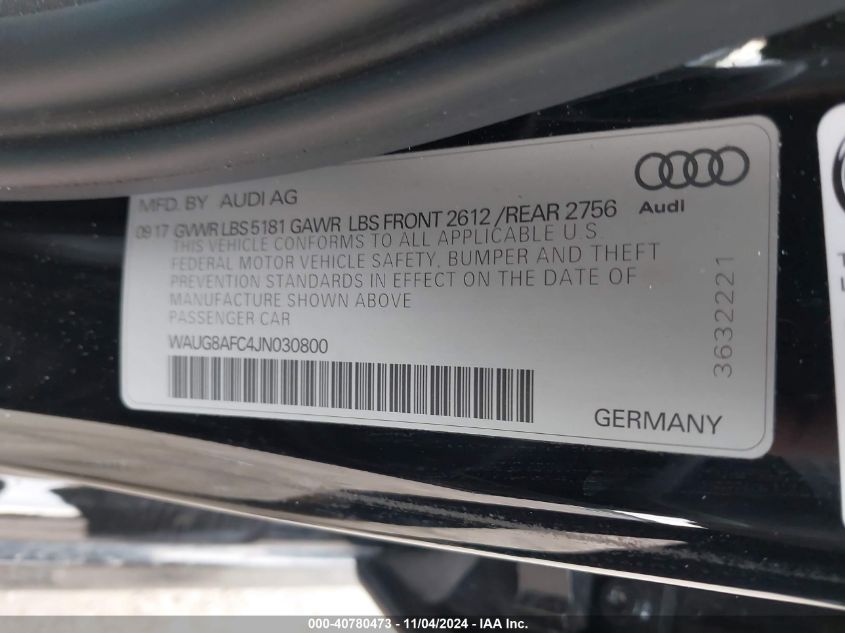 MFD. BY AUDI AG
09 17 GVWR LBS 5181 GAWR LBS FRONT 2612 /REAR 2756
THIS VEHICLE CONFORMS TO ALL APPLICABLE U.S.
FEDERAL MOTOR VEHICLE SAFETY, BUMPER AND THEFT
PREVENTION STANDARDS IN EFFECT ON THE DATE OF
MANUFACTURE SHOWN ABOVE
PASSENGER CAR
WAUG8AFC4JN030800
Audi
3632221
GERMANY
000-40780473 - 11/04/2024 - IAAI, Inc.